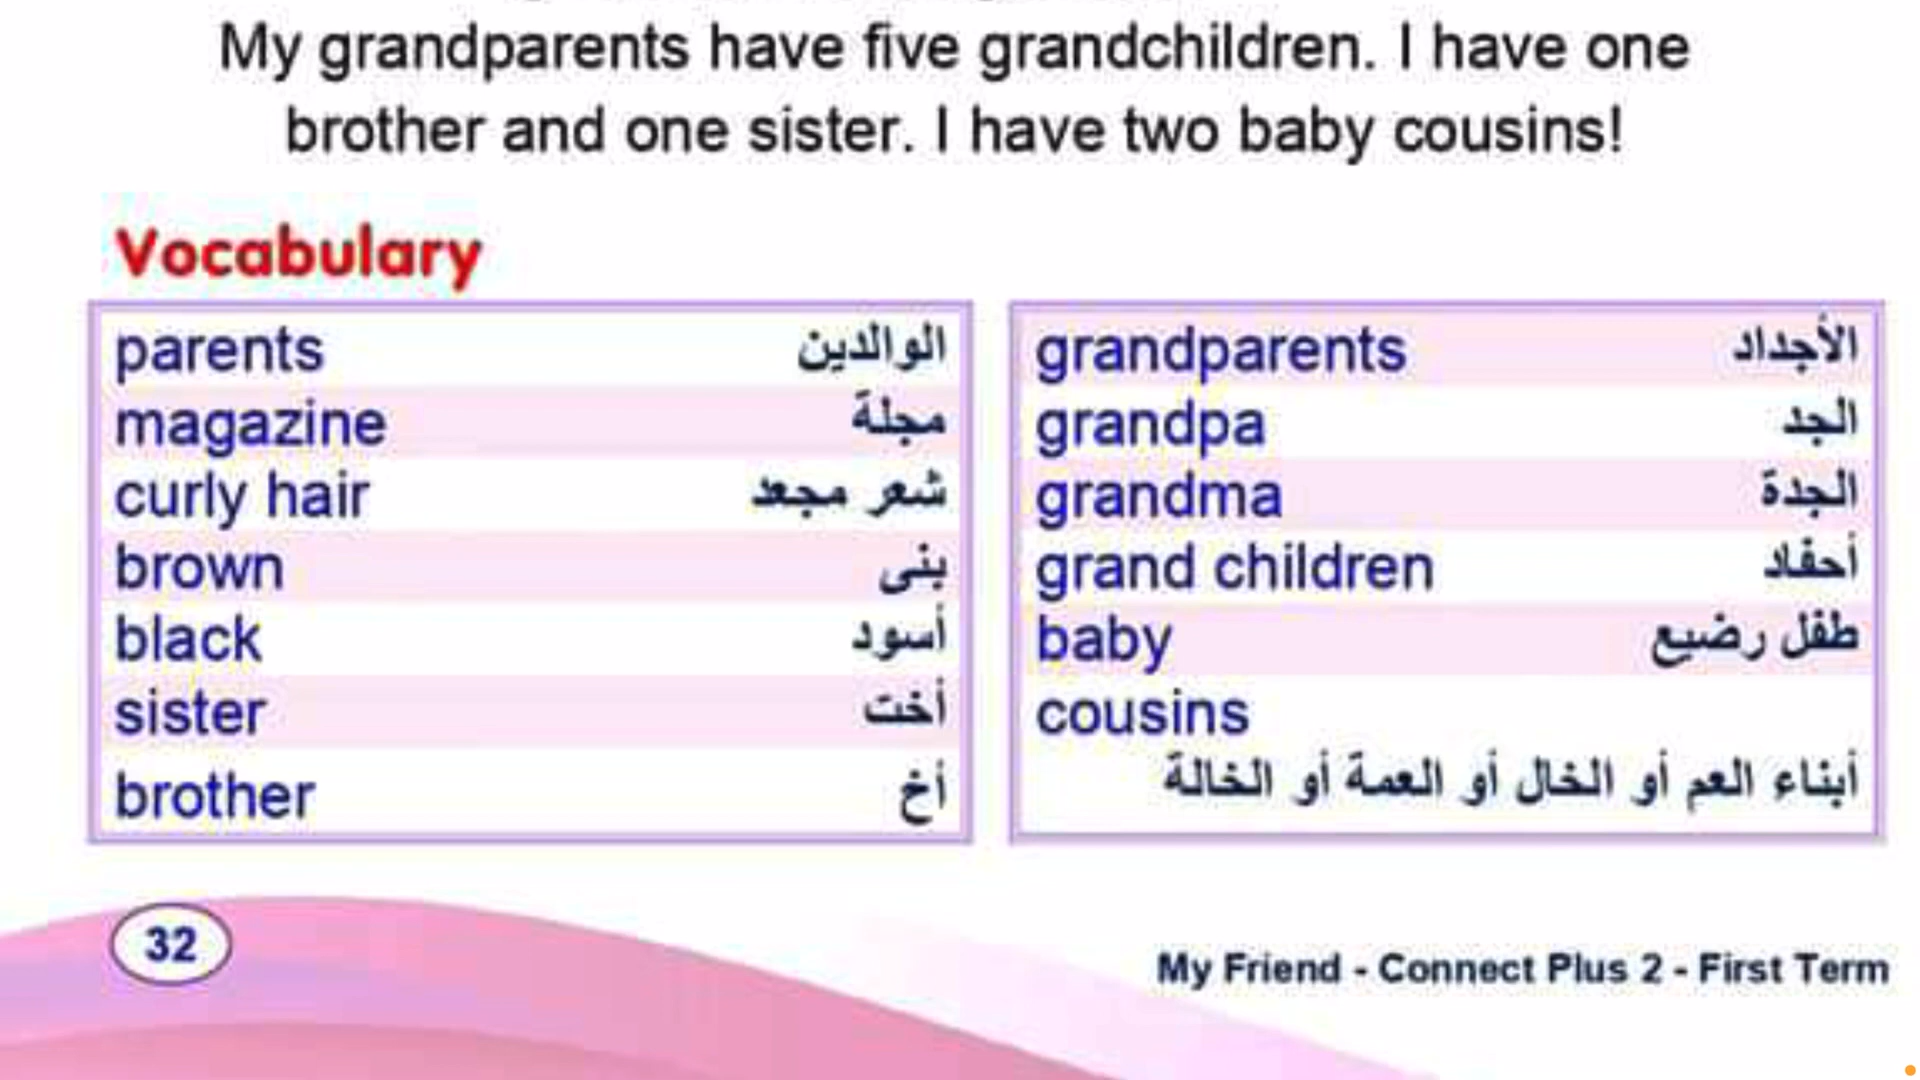 My grandparents have five grandchildren. I have one
brother and one sister. I have two baby cousins!
Vocabulary
parents الوالدين
magazine مجلة
curly hair شعر مجعد
brown بنى
black أسود
sister أخت
brother أخ
grandparents الأجداد
grandpa الجد
grandma الجدة
grand children أحفاد
baby طفل رضيع
cousins
أبناء العم أو الخال أو العمة أو الخالة
32
My Friend - Connect Plus 2 - First Term